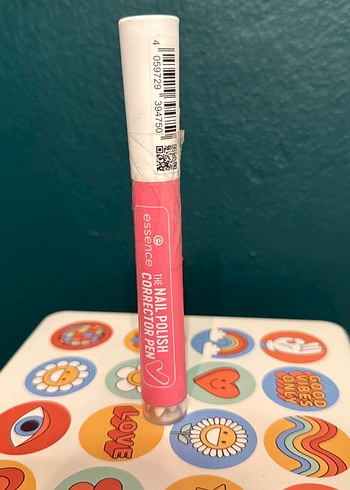 4 059729 394750
e
essence
THE NAIL POLISH
CORRECTOR PEN
LOVE
GOOD
VIBES
ONLY